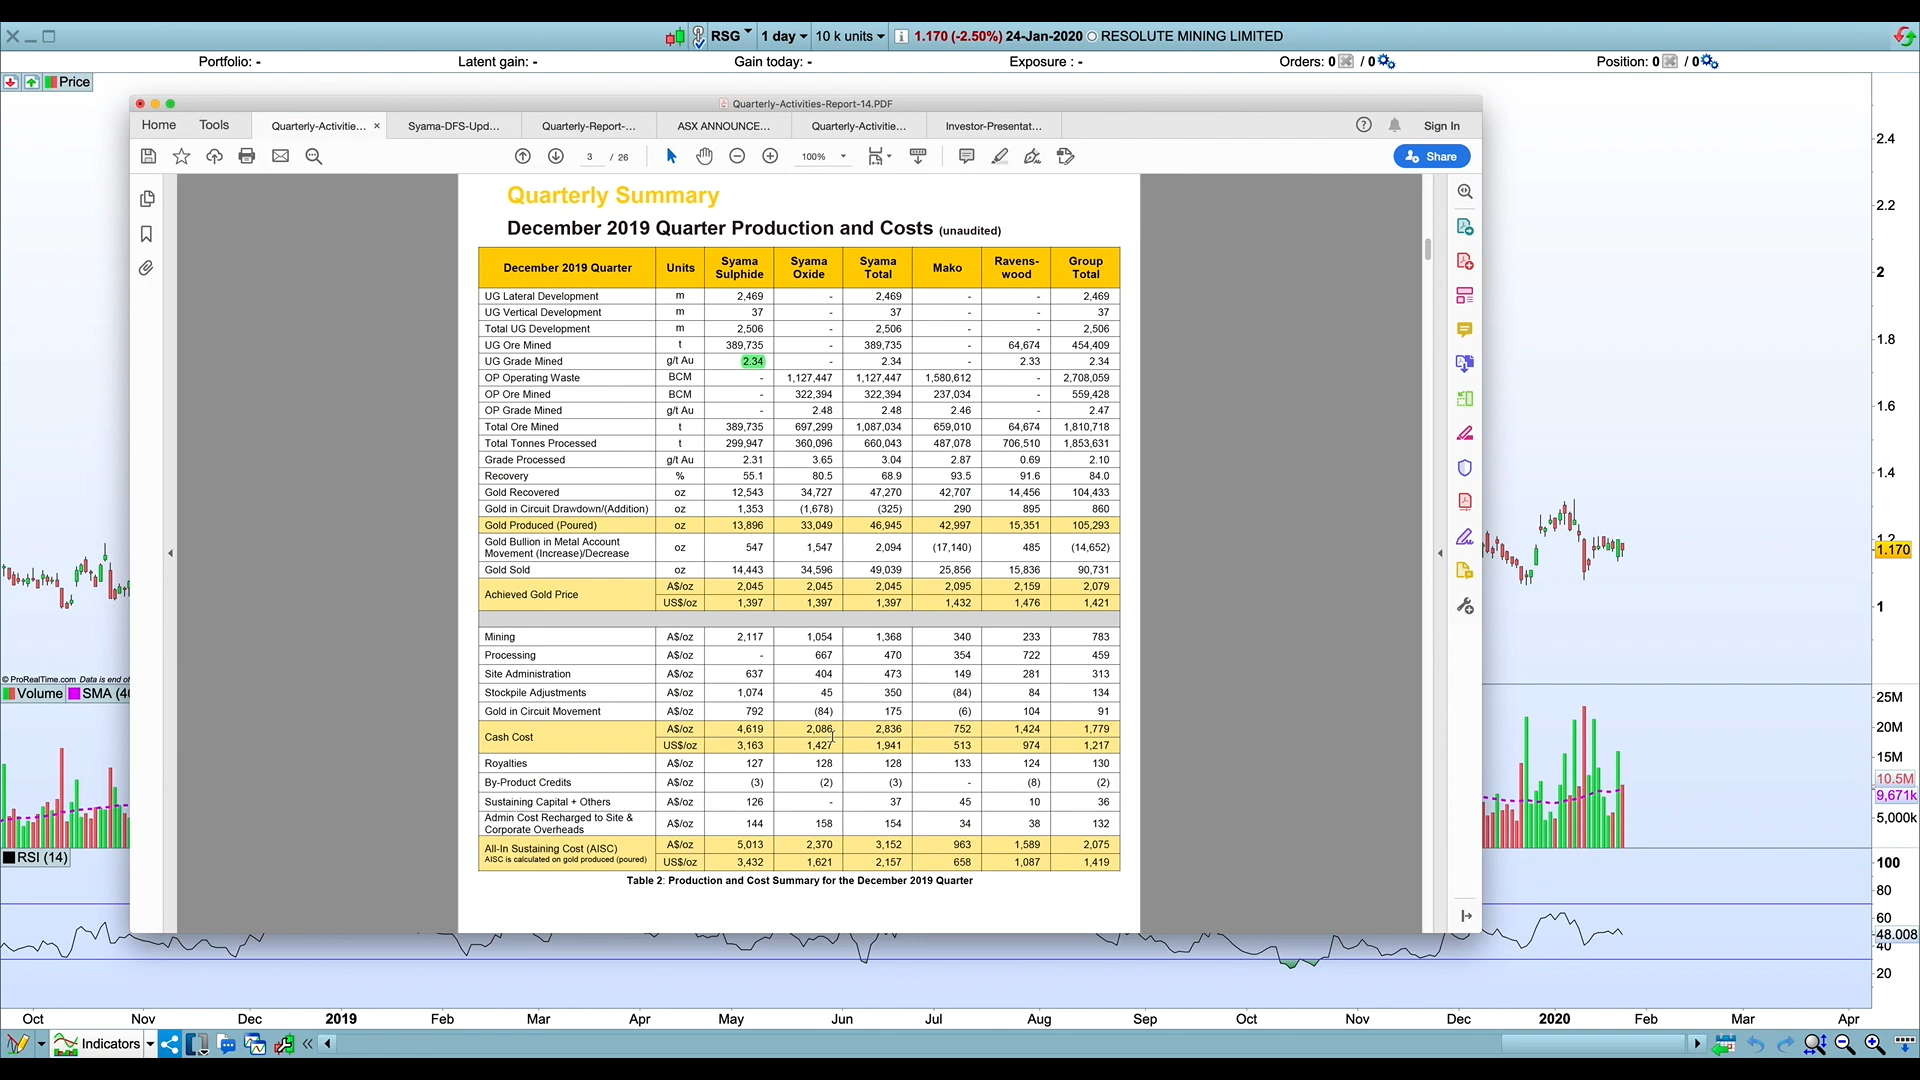 RSG 1 day 10 k units 1.170 (-2.50%) 24-Jan-2020 RESOLUTE MINING LIMITED
Portfolio: - Latent gain: - Gain today: - Exposure : - Orders: 0 / 0 Position: 0 / 0
Price
Quarterly-Activities-Report-14.PDF
Home Tools Quarterly-Activitie... × Syama-DFS-Upd... Quarterly-Report-... ASX ANNOUNCE... Quarterly-Activitie... Investor-Presentat... Sign In
3 / 26 100% Share
Quarterly Summary
December 2019 Quarter Production and Costs (unaudited)
December 2019 Quarter Units Syama Sulphide Syama Oxide Syama Total Mako Ravens-wood Group Total
UG Lateral Development m 2,469 - 2,469 - - 2,469
UG Vertical Development m 37 - 37 - - 37
Total UG Development m 2,506 - 2,506 - - 2,506
UG Ore Mined t 389,735 - 389,735 - 64,674 454,409
UG Grade Mined g/t Au 2.34 - 2.34 - 2.33 2.34
OP Operating Waste BCM - 1,127,447 1,127,447 1,580,612 - 2,708,059
OP Ore Mined BCM - 322,394 322,394 237,034 - 559,428
OP Grade Mined g/t Au - 2.48 2.48 2.46 - 2.47
Total Ore Mined t 389,735 697,299 1,087,034 659,010 64,674 1,810,718
Total Tonnes Processed t 299,947 360,096 660,043 487,078 706,510 1,853,631
Grade Processed g/t Au 2.31 3.65 3.04 2.87 0.69 2.10
Recovery % 55.1 80.5 68.9 93.5 91.6 84.0
Gold Recovered oz 12,543 34,727 47,270 42,707 14,456 104,433
Gold in Circuit Drawdown/(Addition) oz 1,353 (1,678) (325) 290 895 860
Gold Produced (Poured) oz 13,896 33,049 46,945 42,997 15,351 105,293
Gold Bullion in Metal Account
Movement (Increase)/Decrease oz 547 1,547 2,094 (17,140) 485 (14,652)
Gold Sold oz 14,443 34,596 49,039 25,856 15,836 90,731
Achieved Gold Price A$/oz 2,045 2,045 2,045 2,095 2,159 2,079
US$/oz 1,397 1,397 1,397 1,432 1,476 1,421
Mining A$/oz 2,117 1,054 1,368 340 233 783
Processing A$/oz - 667 470 354 722 459
Site Administration A$/oz 637 404 473 149 281 313
Stockpile Adjustments A$/oz 1,074 45 350 (84) 84 134
Gold in Circuit Movement A$/oz 792 (84) 175 (6) 104 91
Cash Cost A$/oz 4,619 2,086 2,836 752 1,424 1,779
US$/oz 3,163 1,427 1,941 513 974 1,217
Royalties A$/oz 127 128 128 133 124 130
By-Product Credits A$/oz (3) (2) (3) - (8) (2)
Sustaining Capital + Others A$/oz 126 - 37 45 10 36
Admin Cost Recharged to Site &
Corporate Overheads A$/oz 144 158 154 34 38 132
All-In Sustaining Cost (AISC) A$/oz 5,013 2,370 3,152 963 1,589 2,075
AISC is calculated on gold produced (poured) US$/oz 3,432 1,621 2,157 658 1,087 1,419
Table 2: Production and Cost Summary for the December 2019 Quarter
2.4
2.2
2
1.8
1.6
1.4
1.2
1.170
1
© ProRealTime.com Data is end of
Volume SMA (40
25M
20M
15M
10.5M
9,671k
5,000k
RSI (14)
100
80
60
48.008
40
20
Oct Nov Dec 2019 Feb Mar Apr May Jun Jul Aug Sep Oct Nov Dec 2020 Feb Mar Apr
Indicators